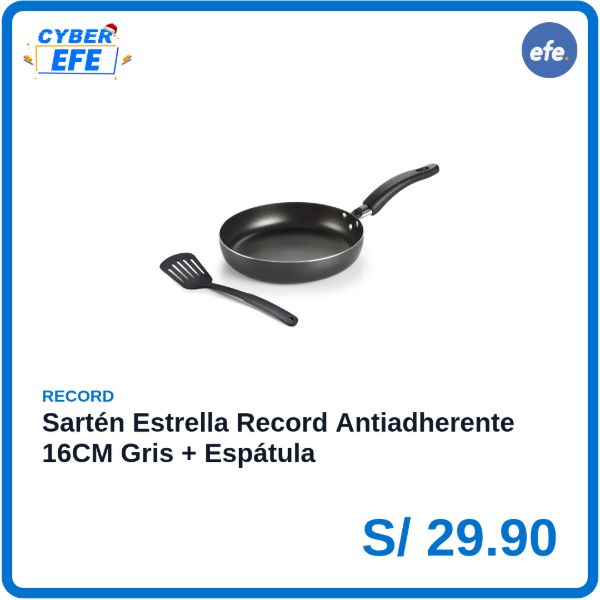 CYBER
EFE
efe.
RECORD
Sartén Estrella Record Antiadherente
16CM Gris + Espátula
S/ 29.90